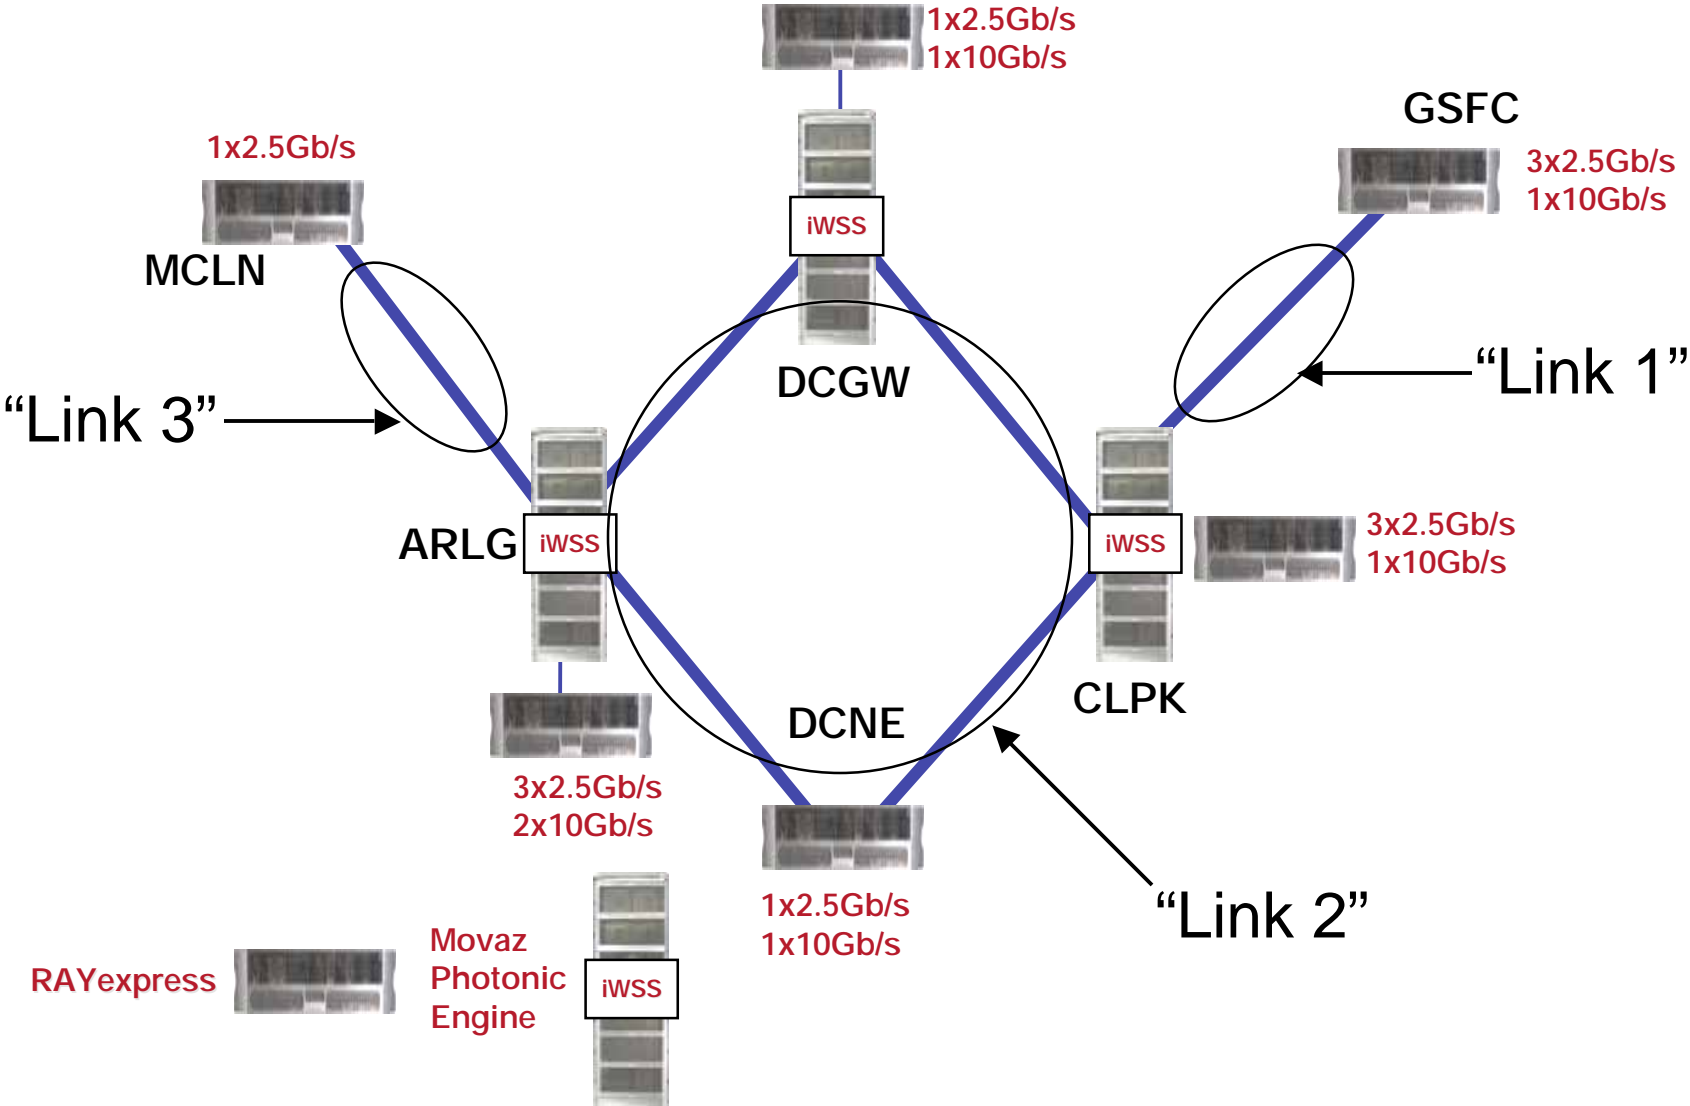 1x2.5Gb/s
1x10Gb/s
GSFC
1x2.5Gb/s
3x2.5Gb/s
1x10Gb/s
iWSS
MCLN
“Link 1”
DCGW
“Link 3”
3x2.5Gb/s
1x10Gb/s
ARLG
iWSS
iWSS
CLPK
DCNE
3x2.5Gb/s
2x10Gb/s
1x2.5Gb/s
1x10Gb/s
“Link 2”
RAYexpress
Movaz
Photonic
Engine
iWSS